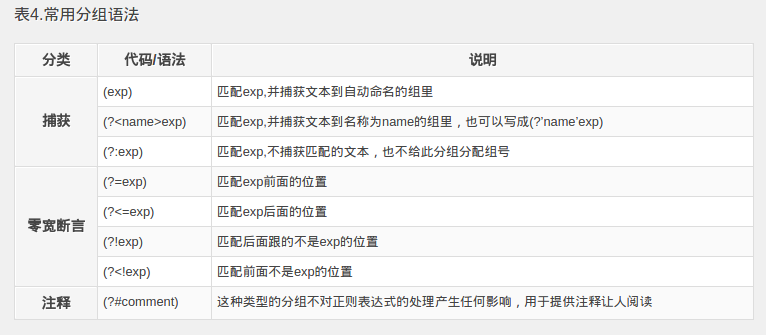 表4.常用分组语法
分类 代码/语法 说明
捕获
(exp) 匹配exp,并捕获文本到自动命名的组里
(?<name>exp) 匹配exp,并捕获文本到名称为name的组里，也可以写成(?'name'exp)
(?:exp) 匹配exp,不捕获匹配的文本，也不给此分组分配组号
零宽断言
(?=exp) 匹配exp前面的位置
(?<=exp) 匹配exp后面的位置
(?!exp) 匹配后面跟的不是exp的位置
(?<!exp) 匹配前面不是exp的位置
注释 (?#comment) 这种类型的分组不对正则表达式的处理产生任何影响，用于提供注释让人阅读